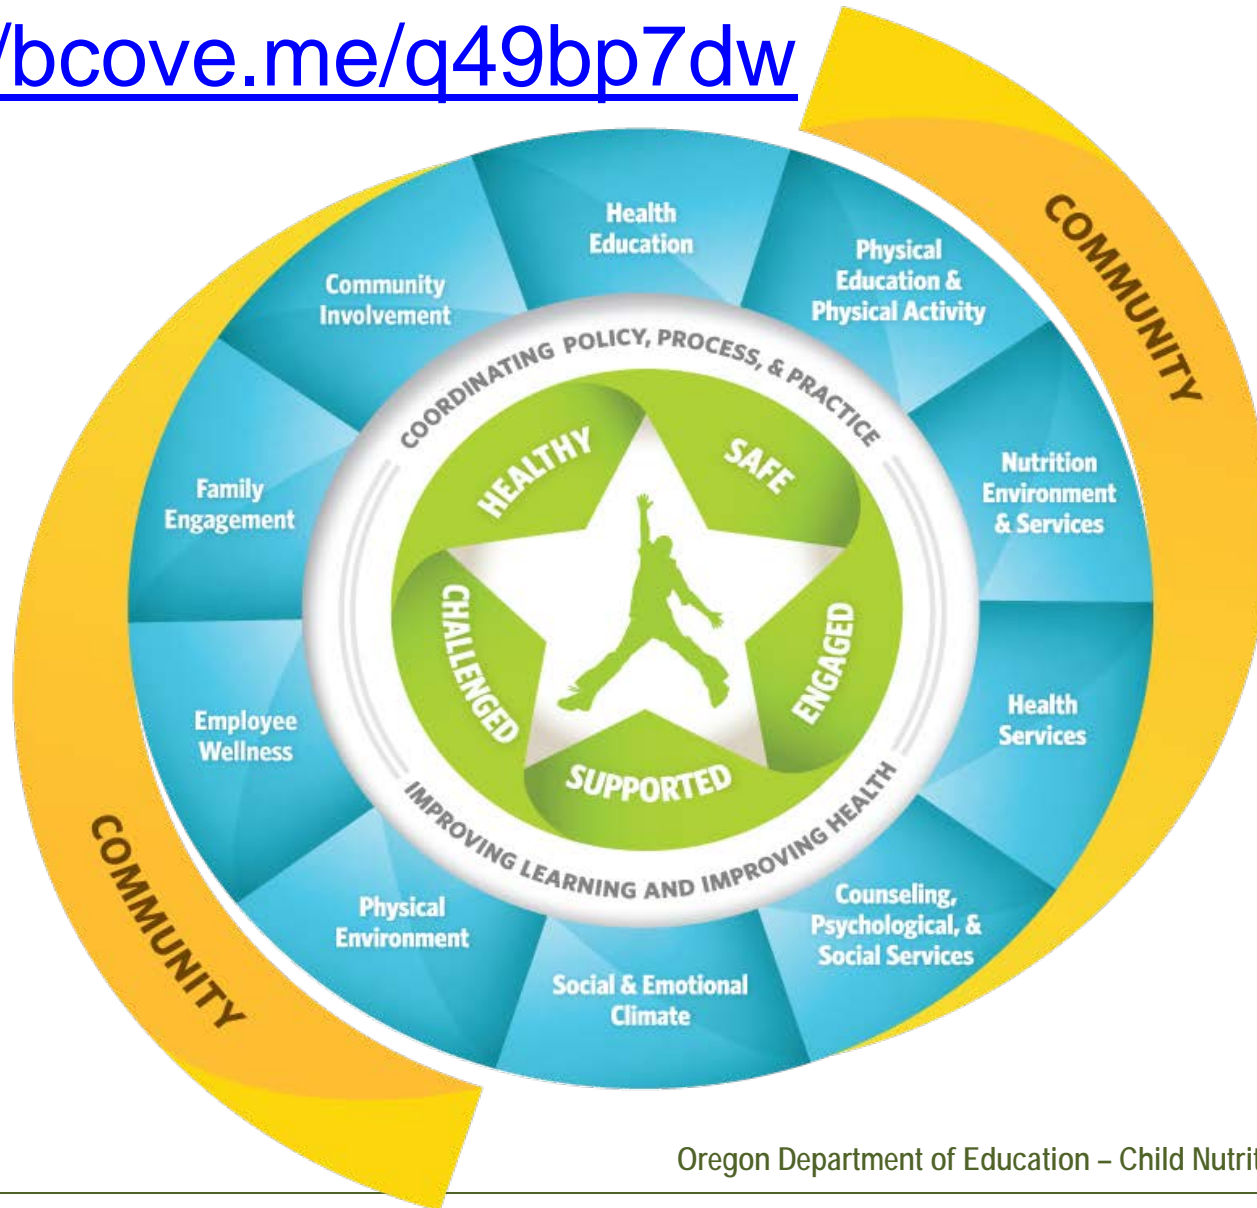 /bcove.me/q49bp7dw
COMMUNITY
Health
Education
Physical
Education &
Physical Activity
Nutrition
Environment
& Services
Health
Services
Counseling,
Psychological, &
Social Services
Social & Emotional
Climate
Physical
Environment
Employee
Wellness
Family
Engagement
Community
Involvement
COORDINATING POLICY, PROCESS, & PRACTICE
IMPROVING LEARNING AND IMPROVING HEALTH
HEALTHY
SAFE
ENGAGED
SUPPORTED
CHALLENGED
COMMUNITY
Oregon Department of Education – Child Nutrit